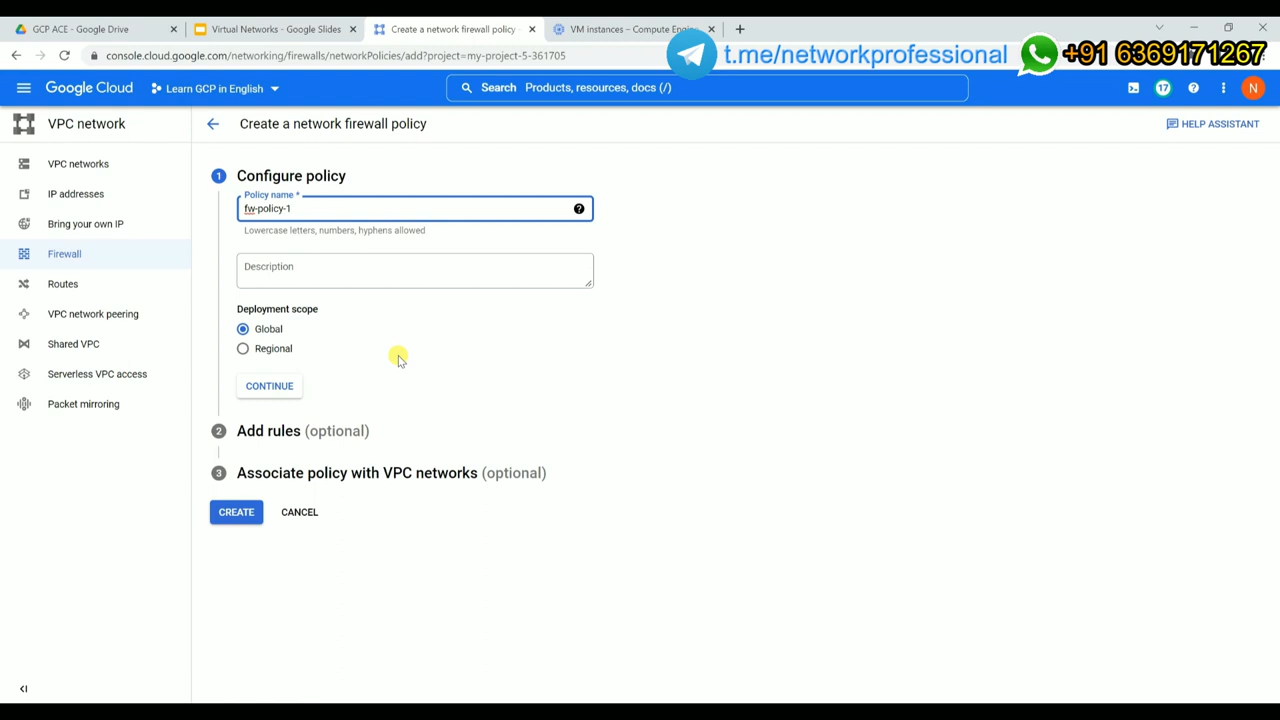 GCP ACE - Google Drive
Virtual Networks - Google Slides
Create a network firewall policy -
VM instances – Compute Engin
console.cloud.google.com/networking/firewalls/networkPolicies/add?project=my-project-5-361705
t.me/networkprofessional
+91 6369171267
Google Cloud
Learn GCP in English
Search Products, resources, docs (/)
17
N
VPC network
Create a network firewall policy
HELP ASSISTANT
VPC networks
IP addresses
Bring your own IP
Firewall
Routes
VPC network peering
Shared VPC
Serverless VPC access
Packet mirroring
1 Configure policy
Policy name *
fw-policy-1
Lowercase letters, numbers, hyphens allowed
Description
Deployment scope
Global
Regional
CONTINUE
2 Add rules (optional)
3 Associate policy with VPC networks (optional)
CREATE CANCEL